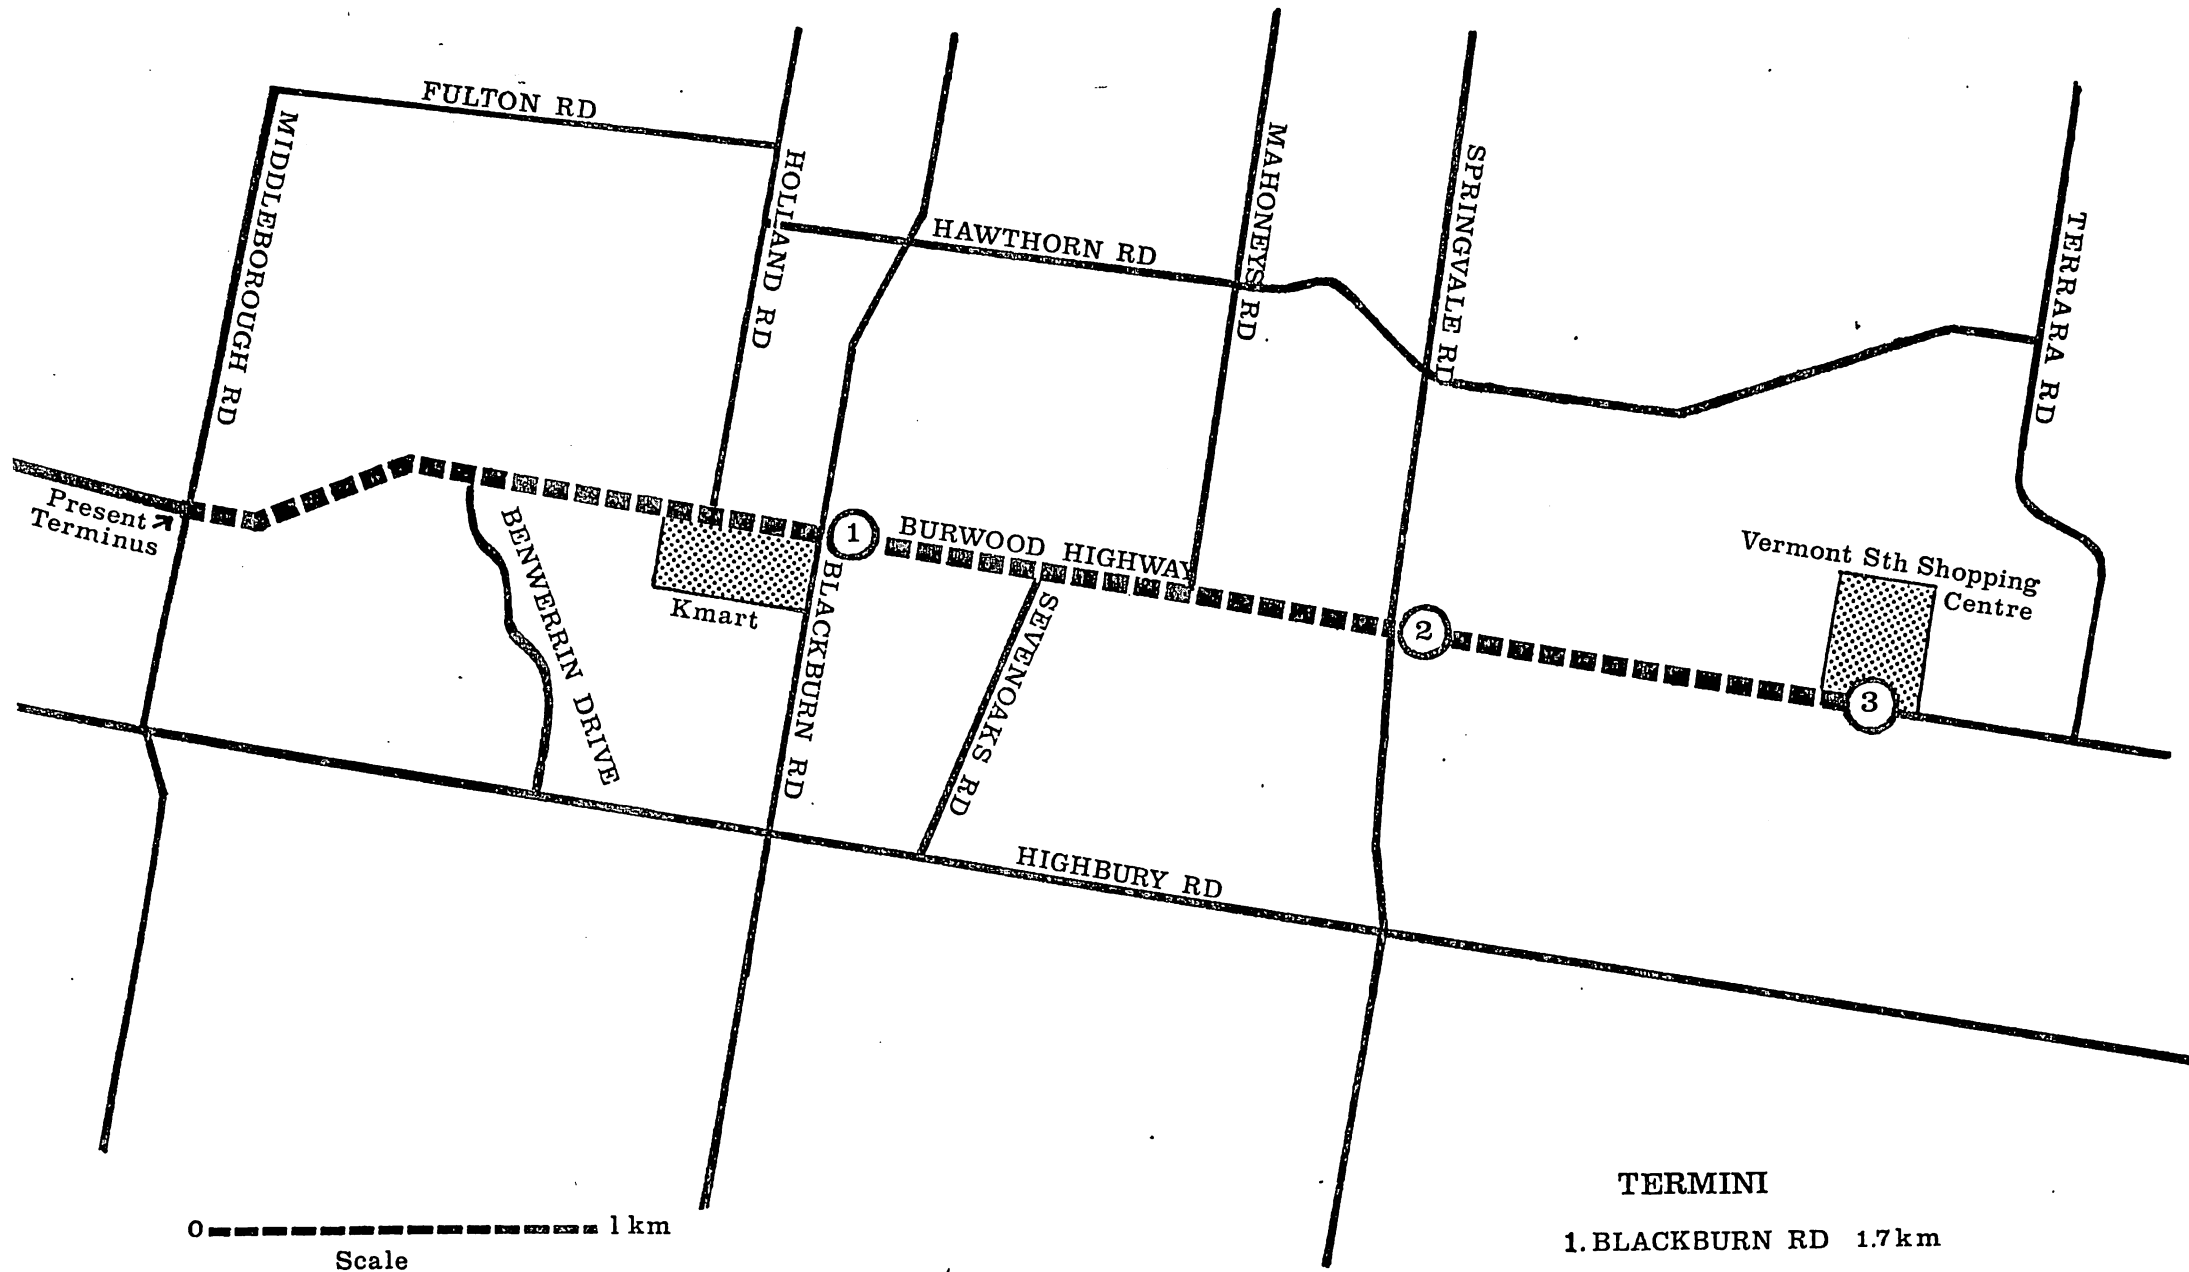 FULTON RD
MIDDLEBOROUGH RD
HOLLAND RD
HAWTHORN RD
MAHONEYS RD
SPRINGVALE RD
TERRARA RD
Present
Terminus
BENWERRIN DRIVE
Kmart
1
BLACKBURN RD
BURWOOD HIGHWAY
SEVENOAKS RD
2
Vermont Sth Shopping
Centre
3
HIGHBURY RD
0 1 km
Scale
TERMINI
1. BLACKBURN RD 1.7 km